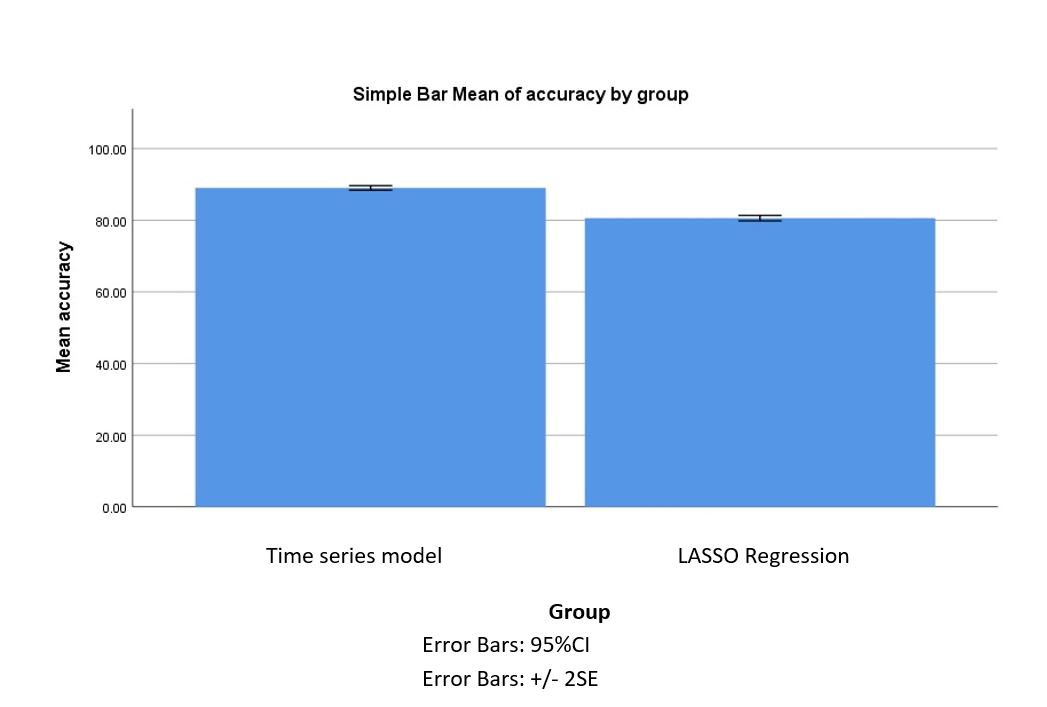 Simple Bar Mean of accuracy by group
Mean accuracy
100.00
80.00
60.00
40.00
20.00
0.00
Time series model
LASSO Regression
Group
Error Bars: 95%CI
Error Bars: +/- 2SE